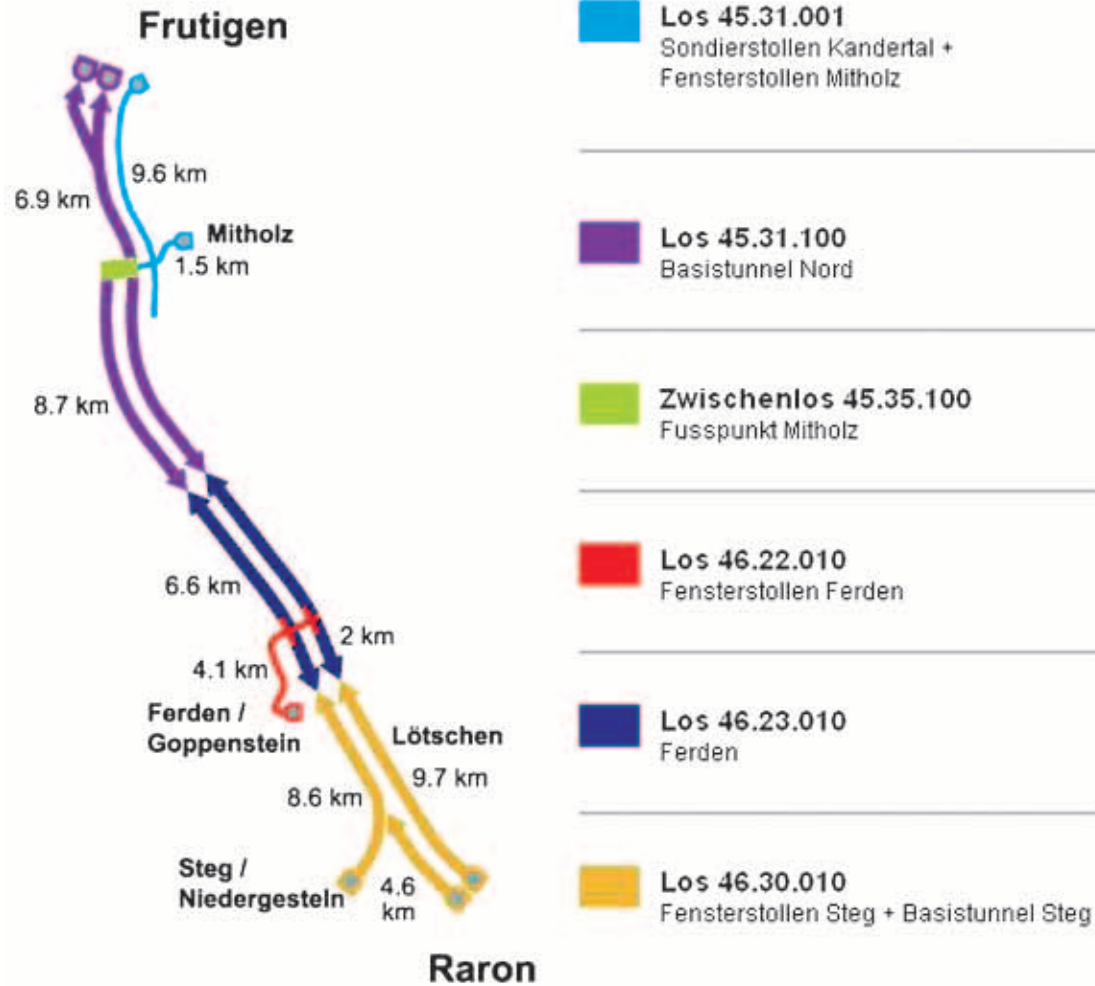 Frutigen
9.6 km
6.9 km
Mitholz
1.5 km
8.7 km
6.6 km
2 km
4.1 km
Ferden /
Goppenstein
Lötschen
9.7 km
8.6 km
Steg /
Niedergesteln
4.6
km
Raron
Los 45.31.001
Sondierstollen Kandertal +
Fensterstollen Mitholz
Los 45.31.100
Basistunnel Nord
Zwischenlos 45.35.100
Fusspunkt Mitholz
Los 46.22.010
Fensterstollen Ferden
Los 46.23.010
Ferden
Los 46.30.010
Fensterstollen Steg + Basistunnel Steg